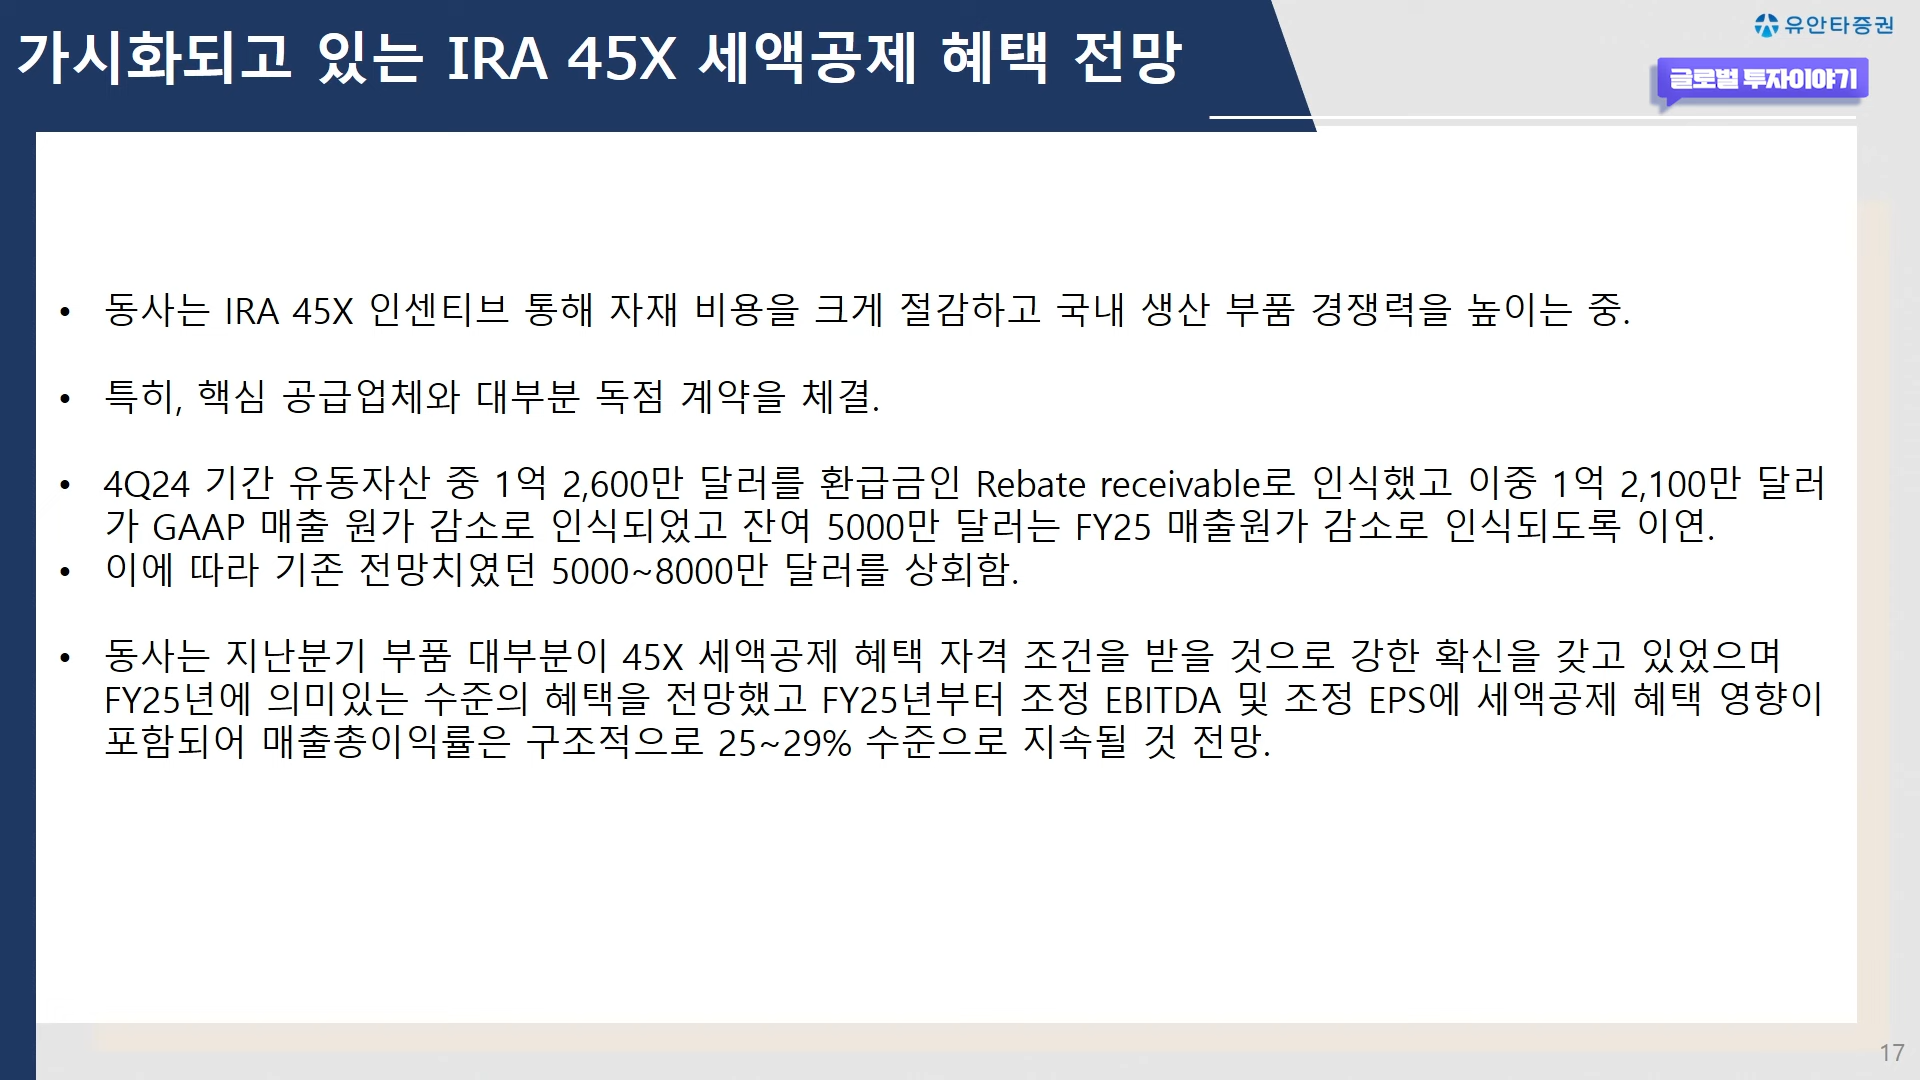 가시화되고 있는 IRA 45X 세액공제 혜택 전망
유안타증권
글로벌 투자이야기
• 동사는 IRA 45X 인센티브 통해 자재 비용을 크게 절감하고 국내 생산 부품 경쟁력을 높이는 중.
• 특히, 핵심 공급업체와 대부분 독점 계약을 체결.
• 4Q24 기간 유동자산 중 1억 2,600만 달러를 환급금인 Rebate receivable로 인식했고 이중 1억 2,100만 달러
가 GAAP 매출 원가 감소로 인식되었고 잔여 5000만 달러는 FY25 매출원가 감소로 인식되도록 이연.
• 이에 따라 기존 전망치였던 5000~8000만 달러를 상회함.
• 동사는 지난분기 부품 대부분이 45X 세액공제 혜택 자격 조건을 받을 것으로 강한 확신을 갖고 있었으며
FY25년에 의미있는 수준의 혜택을 전망했고 FY25년부터 조정 EBITDA 및 조정 EPS에 세액공제 혜택 영향이
포함되어 매출총이익률은 구조적으로 25~29% 수준으로 지속될 것 전망.
17